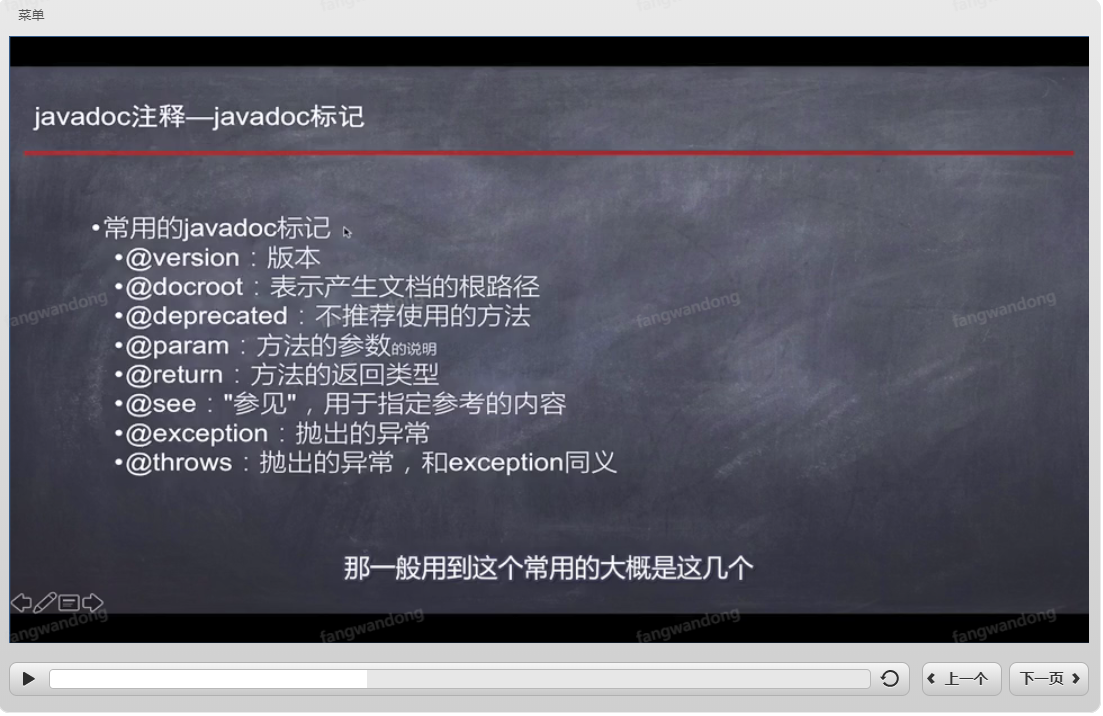 菜单
javadoc注释—javadoc标记
•常用的javadoc标记
•@version：版本
•@docroot：表示产生文档的根路径
•@deprecated：不推荐使用的方法
•@param：方法的参数的说明
•@return：方法的返回类型
•@see："参见"，用于指定参考的内容
•@exception：抛出的异常
•@throws：抛出的异常，和exception同义
fangwandong fangwandong fangwandong
那一般用到这个常用的大概是这几个
fangwandong fangwandong fangwandong fangwandong
上一个 下一页